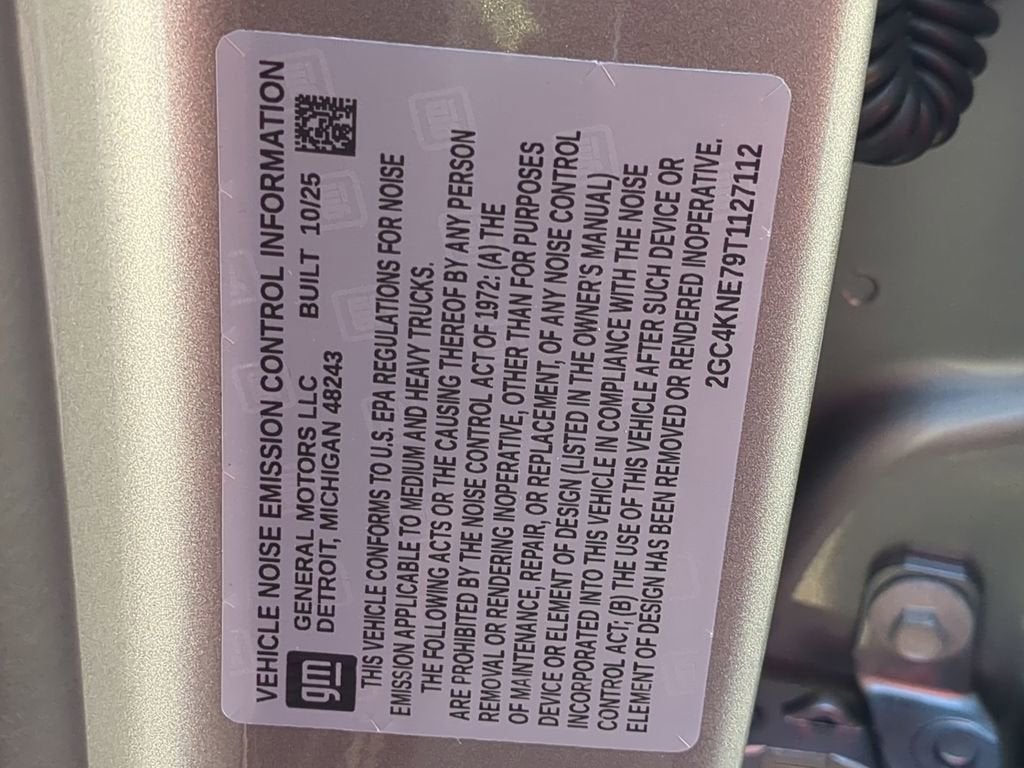 VEHICLE NOISE EMISSION CONTROL INFORMATION
gm
GENERAL MOTORS LLC BUILT 10/25
DETROIT, MICHIGAN 48243
THIS VEHICLE CONFORMS TO U.S. EPA REGULATIONS FOR NOISE
EMISSION APPLICABLE TO MEDIUM AND HEAVY TRUCKS.
THE FOLLOWING ACTS OR THE CAUSING THEREOF BY ANY PERSON
ARE PROHIBITED BY THE NOISE CONTROL ACT OF 1972: (A) THE
REMOVAL OR RENDERING INOPERATIVE, OTHER THAN FOR PURPOSES
OF MAINTENANCE, REPAIR, OR REPLACEMENT, OF ANY NOISE CONTROL
DEVICE OR ELEMENT OF DESIGN (LISTED IN THE OWNER'S MANUAL)
INCORPORATED INTO THIS VEHICLE IN COMPLIANCE WITH THE NOISE
CONTROL ACT; (B) THE USE OF THIS VEHICLE AFTER SUCH DEVICE OR
ELEMENT OF DESIGN HAS BEEN REMOVED OR RENDERED INOPERATIVE.
2GC4KNE79T1127112